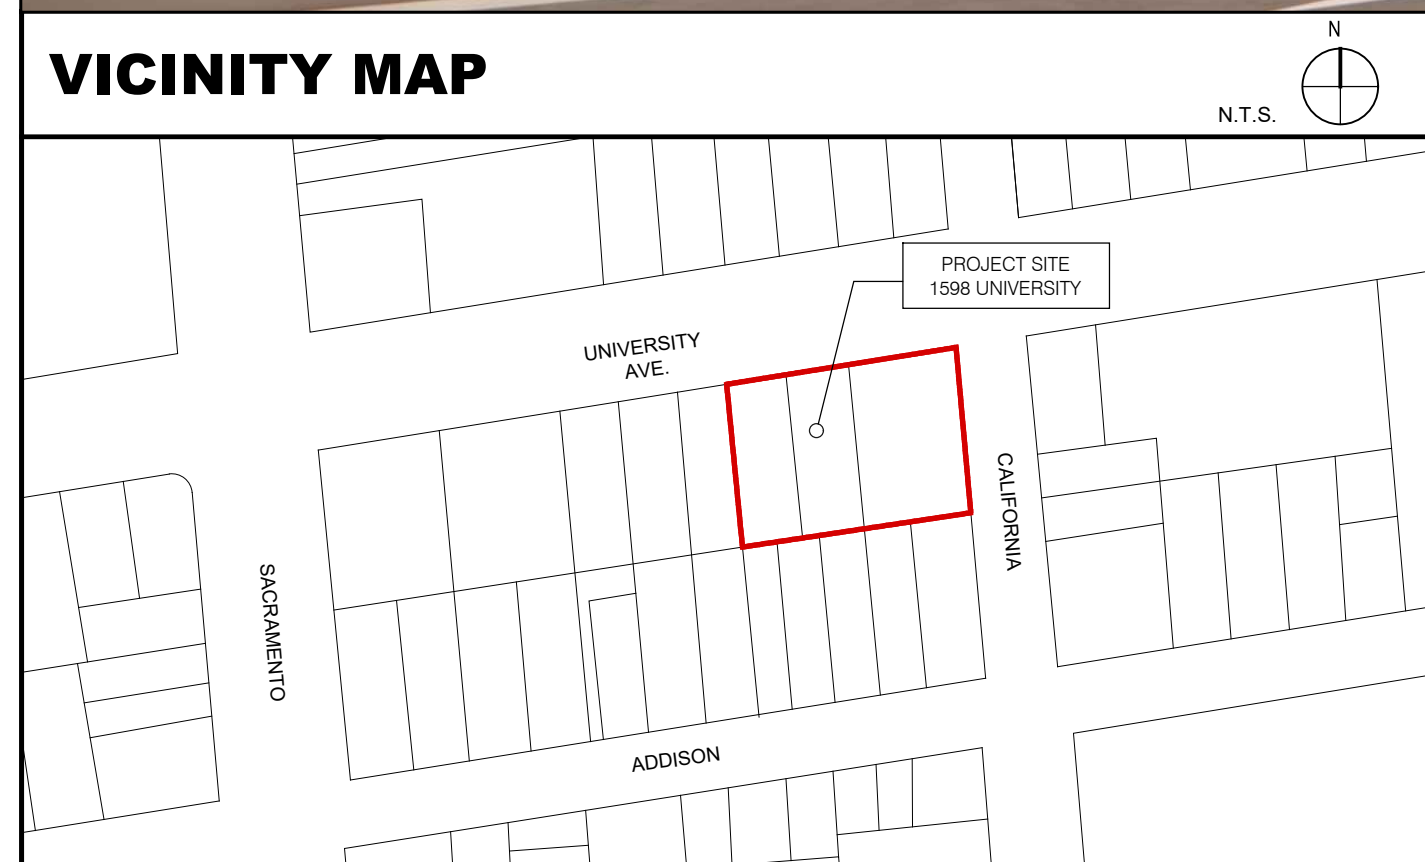 VICINITY MAP
N
N.T.S.
PROJECT SITE
1598 UNIVERSITY
UNIVERSITY
AVE.
CALIFORNIA
SACRAMENTO
ADDISON